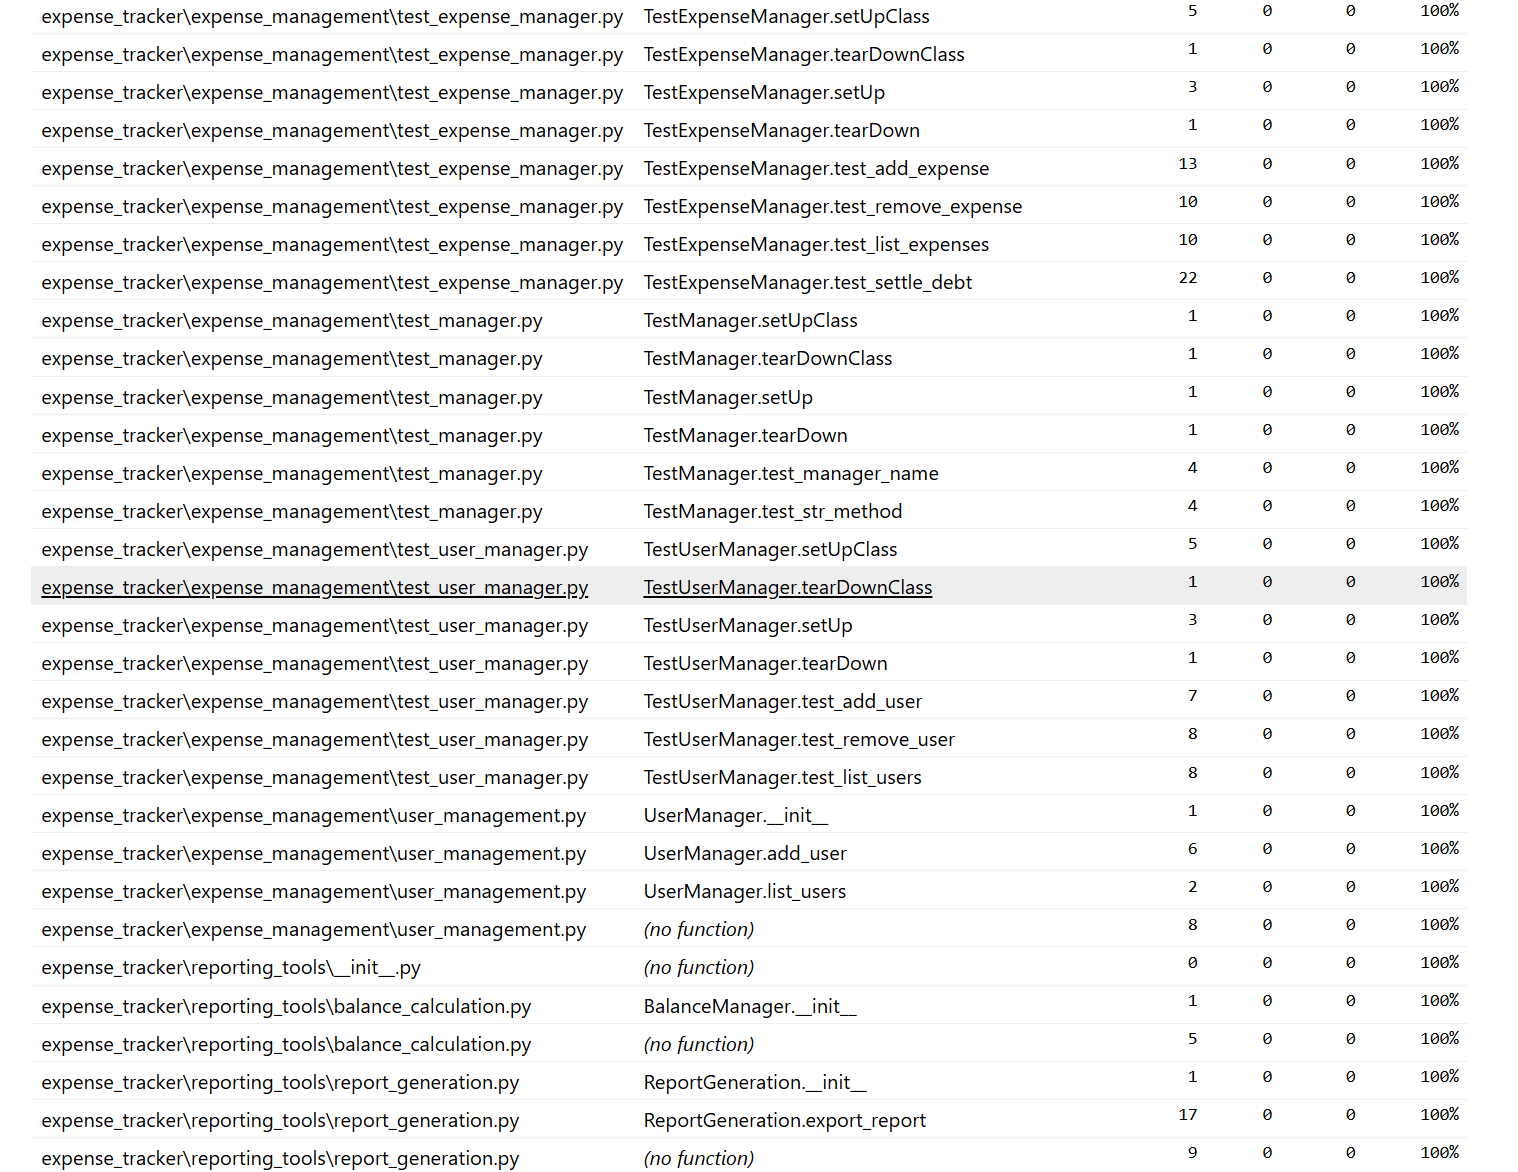 expense_tracker\expense_management\test_expense_manager.py TestExpenseManager.setUpClass 5 0 0 100%
expense_tracker\expense_management\test_expense_manager.py TestExpenseManager.tearDownClass 1 0 0 100%
expense_tracker\expense_management\test_expense_manager.py TestExpenseManager.setUp 3 0 0 100%
expense_tracker\expense_management\test_expense_manager.py TestExpenseManager.tearDown 1 0 0 100%
expense_tracker\expense_management\test_expense_manager.py TestExpenseManager.test_add_expense 13 0 0 100%
expense_tracker\expense_management\test_expense_manager.py TestExpenseManager.test_remove_expense 10 0 0 100%
expense_tracker\expense_management\test_expense_manager.py TestExpenseManager.test_list_expenses 10 0 0 100%
expense_tracker\expense_management\test_expense_manager.py TestExpenseManager.test_settle_debt 22 0 0 100%
expense_tracker\expense_management\test_manager.py TestManager.setUpClass 1 0 0 100%
expense_tracker\expense_management\test_manager.py TestManager.tearDownClass 1 0 0 100%
expense_tracker\expense_management\test_manager.py TestManager.setUp 1 0 0 100%
expense_tracker\expense_management\test_manager.py TestManager.tearDown 1 0 0 100%
expense_tracker\expense_management\test_manager.py TestManager.test_manager_name 4 0 0 100%
expense_tracker\expense_management\test_manager.py TestManager.test_str_method 4 0 0 100%
expense_tracker\expense_management\test_user_manager.py TestUserManager.setUpClass 5 0 0 100%
expense_tracker\expense_management\test_user_manager.py TestUserManager.tearDownClass 1 0 0 100%
expense_tracker\expense_management\test_user_manager.py TestUserManager.setUp 3 0 0 100%
expense_tracker\expense_management\test_user_manager.py TestUserManager.tearDown 1 0 0 100%
expense_tracker\expense_management\test_user_manager.py TestUserManager.test_add_user 7 0 0 100%
expense_tracker\expense_management\test_user_manager.py TestUserManager.test_remove_user 8 0 0 100%
expense_tracker\expense_management\test_user_manager.py TestUserManager.test_list_users 8 0 0 100%
expense_tracker\expense_management\user_management.py UserManager.__init__ 1 0 0 100%
expense_tracker\expense_management\user_management.py UserManager.add_user 6 0 0 100%
expense_tracker\expense_management\user_management.py UserManager.list_users 2 0 0 100%
expense_tracker\expense_management\user_management.py (no function) 8 0 0 100%
expense_tracker\reporting_tools\__init__.py (no function) 0 0 0 100%
expense_tracker\reporting_tools\balance_calculation.py BalanceManager.__init__ 1 0 0 100%
expense_tracker\reporting_tools\balance_calculation.py (no function) 5 0 0 100%
expense_tracker\reporting_tools\report_generation.py ReportGeneration.__init__ 1 0 0 100%
expense_tracker\reporting_tools\report_generation.py ReportGeneration.export_report 17 0 0 100%
expense_tracker\reporting_tools\report_generation.py (no function) 9 0 0 100%